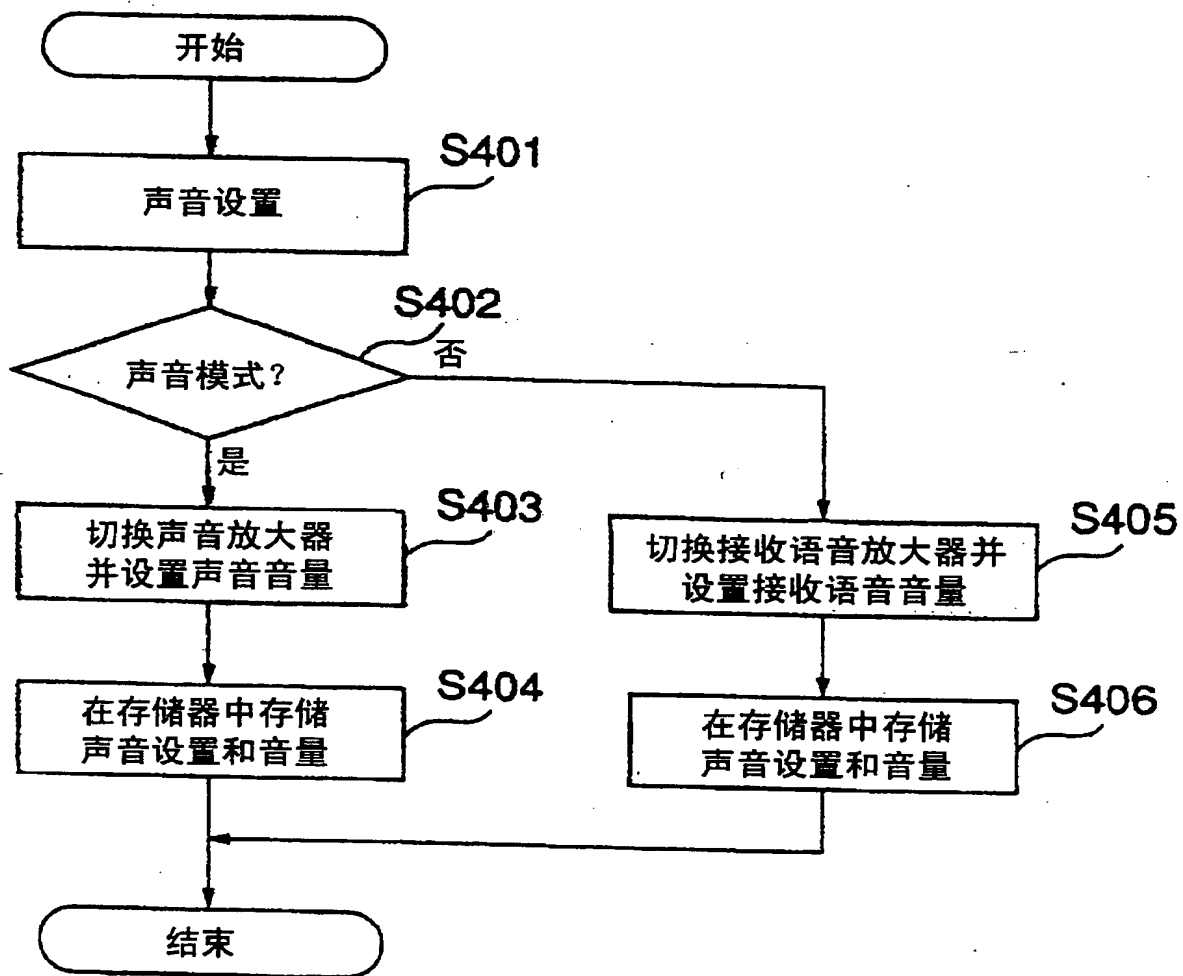 开始
S401
声音设置
S402
声音模式?
否
是
S403
切换声音放大器
并设置声音音量
S405
切换接收语音放大器并
设置接收语音音量
S404
在存储器中存储
声音设置和音量
S406
在存储器中存储
声音设置和音量
结束